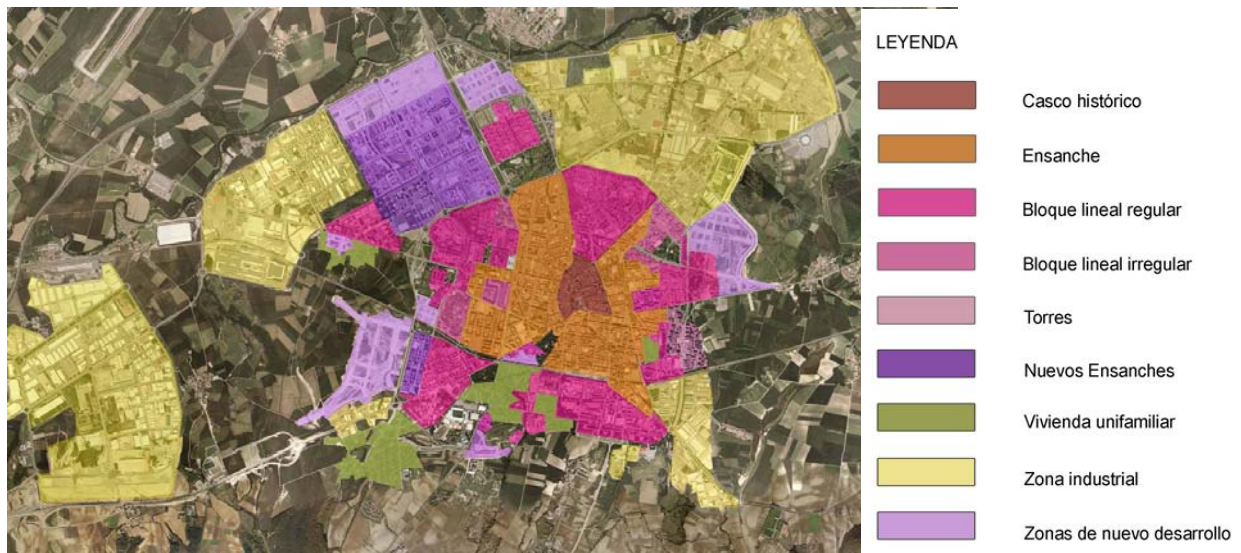 LEYENDA
Casco histórico
Ensanche
Bloque lineal regular
Bloque lineal irregular
Torres
Nuevos Ensanches
Vivienda unifamiliar
Zona industrial
Zonas de nuevo desarrollo